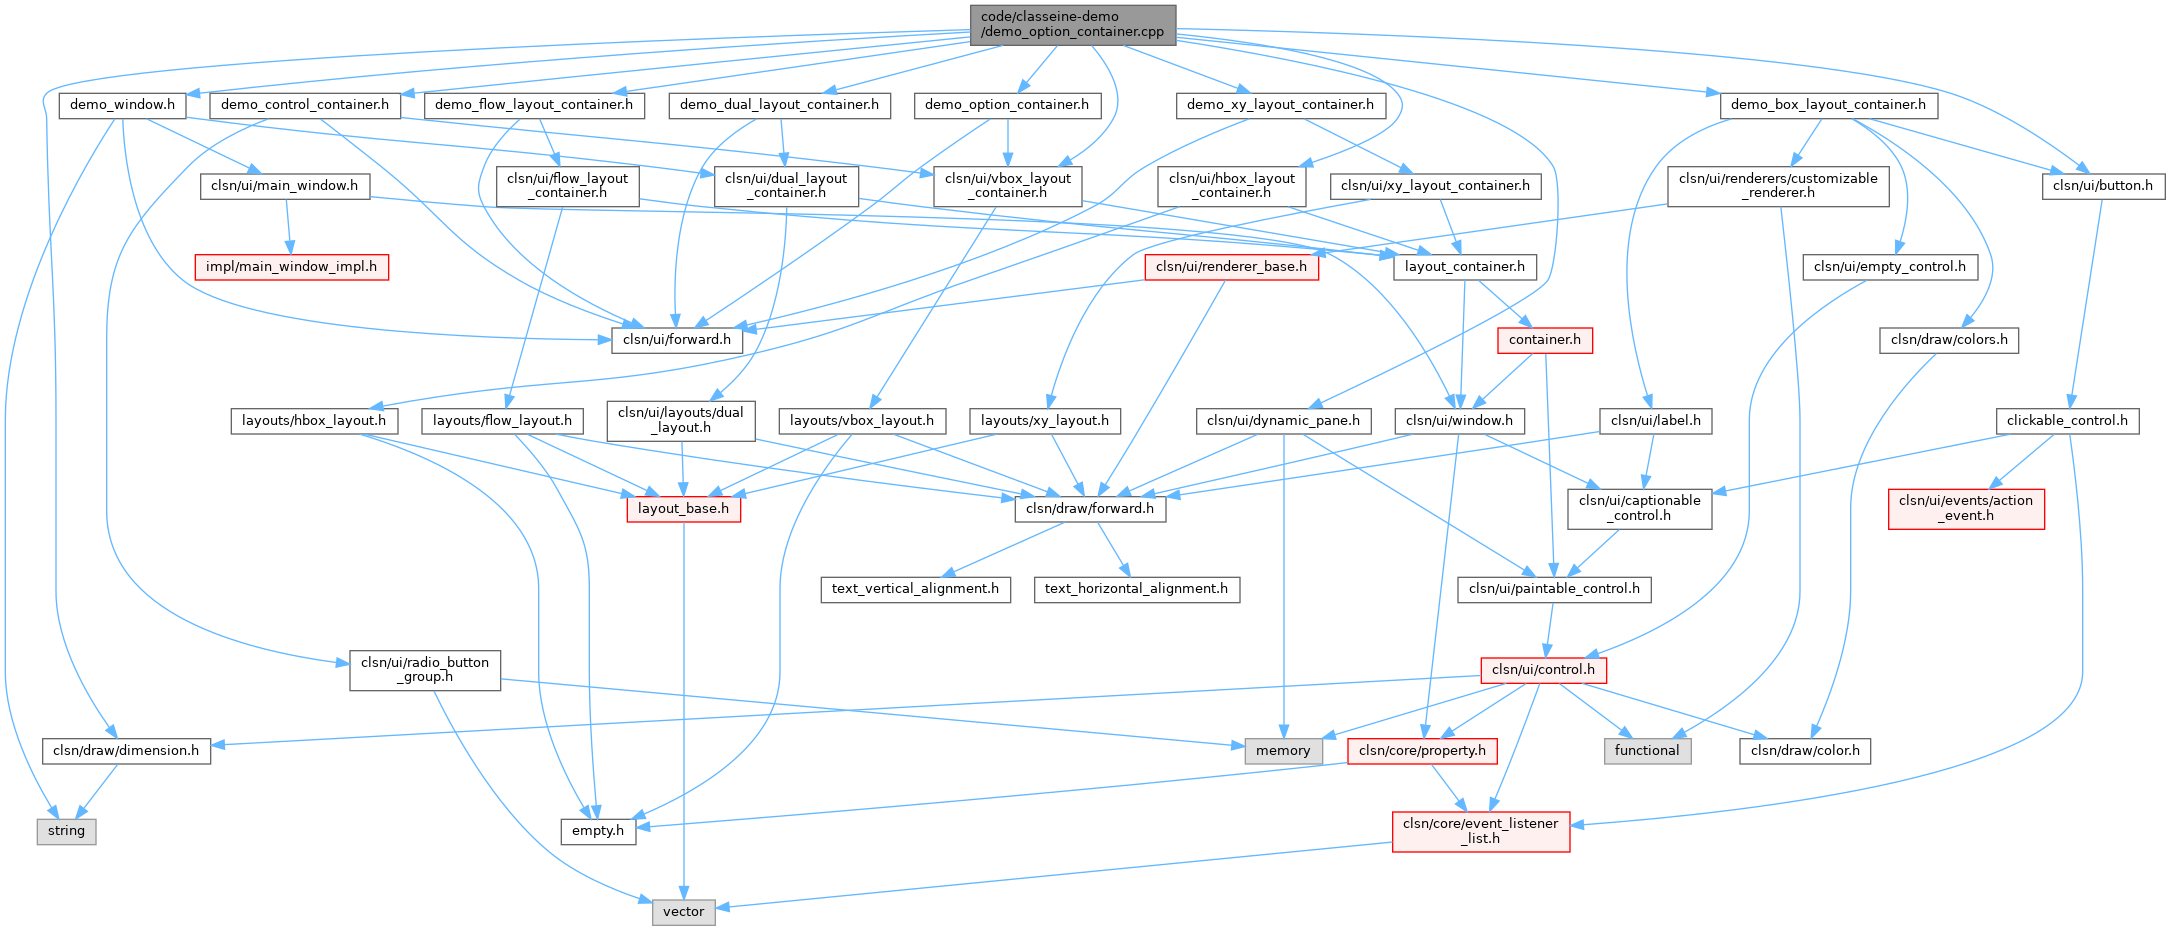 code/classeine-demo
/demo_option_container.cpp
demo_window.h
demo_control_container.h
demo_flow_layout_container.h
demo_dual_layout_container.h
demo_option_container.h
demo_xy_layout_container.h
demo_box_layout_container.h
clsn/ui/main_window.h
clsn/ui/flow_layout
_container.h
clsn/ui/dual_layout
_container.h
clsn/ui/vbox_layout
_container.h
clsn/ui/hbox_layout
_container.h
clsn/ui/xy_layout_container.h
clsn/ui/renderers/customizable
_renderer.h
clsn/ui/button.h
impl/main_window_impl.h
clsn/ui/renderer_base.h
layout_container.h
clsn/ui/empty_control.h
clsn/ui/forward.h
container.h
clsn/draw/colors.h
layouts/hbox_layout.h
layouts/flow_layout.h
clsn/ui/layouts/dual
_layout.h
layouts/vbox_layout.h
layouts/xy_layout.h
clsn/ui/dynamic_pane.h
clsn/ui/window.h
clsn/ui/label.h
clickable_control.h
layout_base.h
clsn/draw/forward.h
clsn/ui/captionable
_control.h
clsn/ui/events/action
_event.h
text_vertical_alignment.h
text_horizontal_alignment.h
clsn/ui/paintable_control.h
clsn/ui/radio_button
_group.h
clsn/ui/control.h
clsn/draw/dimension.h
memory
clsn/core/property.h
functional
clsn/draw/color.h
string
empty.h
clsn/core/event_listener
_list.h
vector